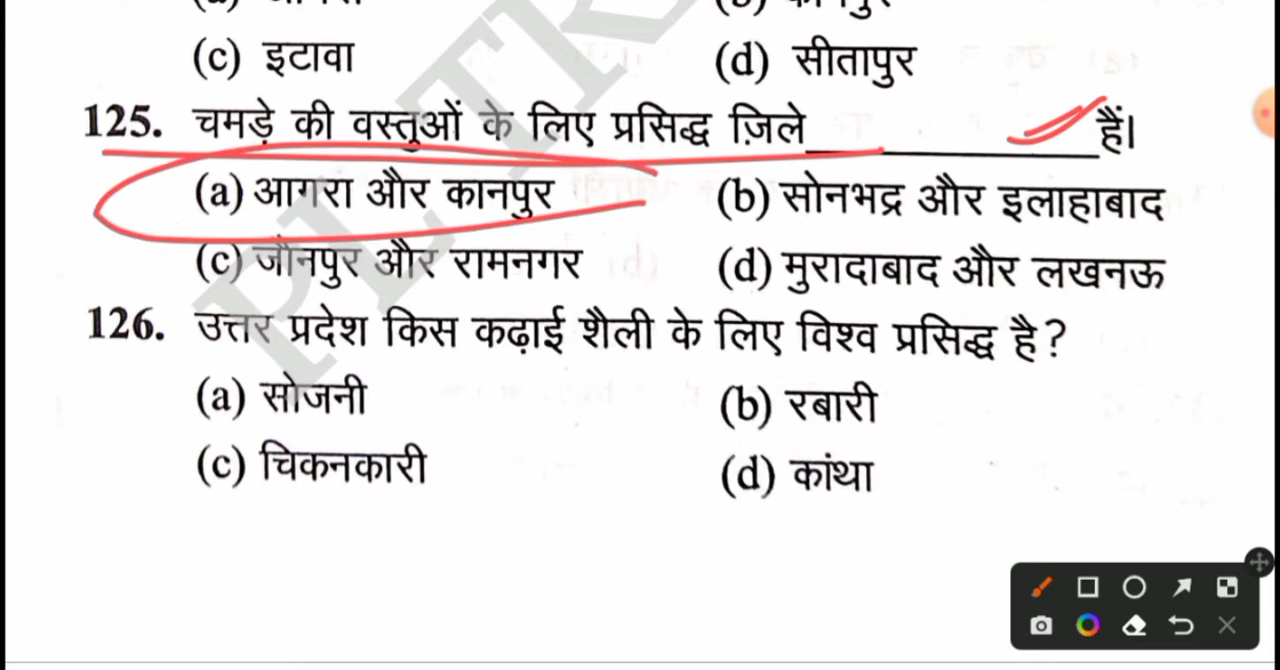 (c) इटावा (d) सीतापुर
125. चमड़े की वस्तुओं के लिए प्रसिद्ध ज़िले__________हैं।
(a) आगरा और कानपुर (b) सोनभद्र और इलाहाबाद
(c) जौनपुर और रामनगर (d) मुरादाबाद और लखनऊ
126. उत्तर प्रदेश किस कढ़ाई शैली के लिए विश्व प्रसिद्ध है?
(a) सोजनी (b) रबारी
(c) चिकनकारी (d) कांथा